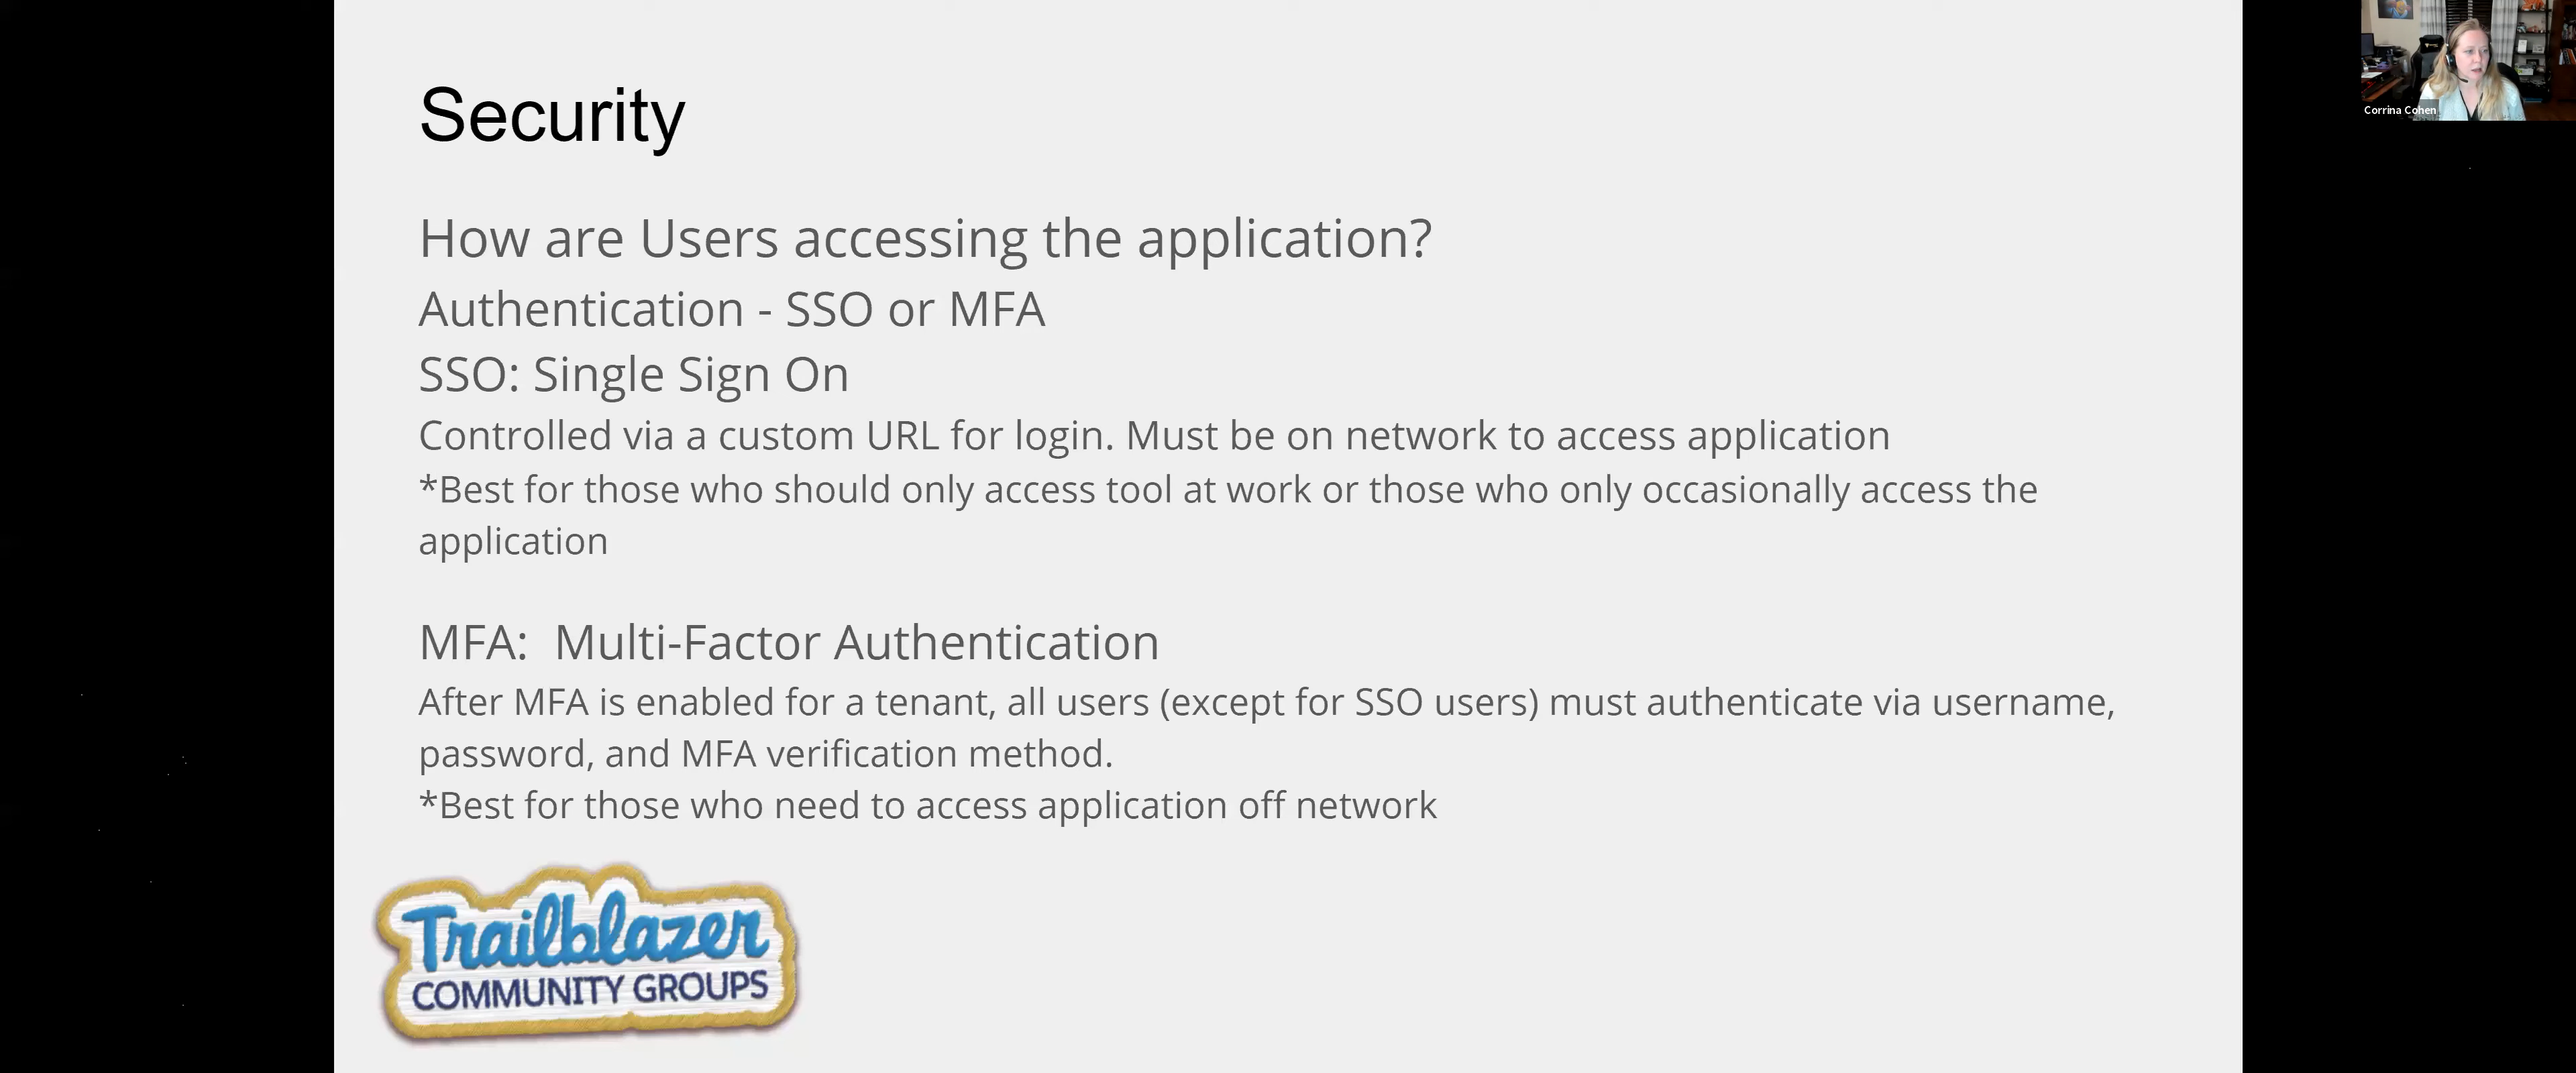 Security
How are Users accessing the application?
Authentication - SSO or MFA
SSO: Single Sign On
Controlled via a custom URL for login. Must be on network to access application
*Best for those who should only access tool at work or those who only occasionally access the
application
MFA:  Multi-Factor Authentication
After MFA is enabled for a tenant, all users (except for SSO users) must authenticate via username,
password, and MFA verification method.
*Best for those who need to access application off network
Trailblazer
COMMUNITY GROUPS
Corrina Cohen